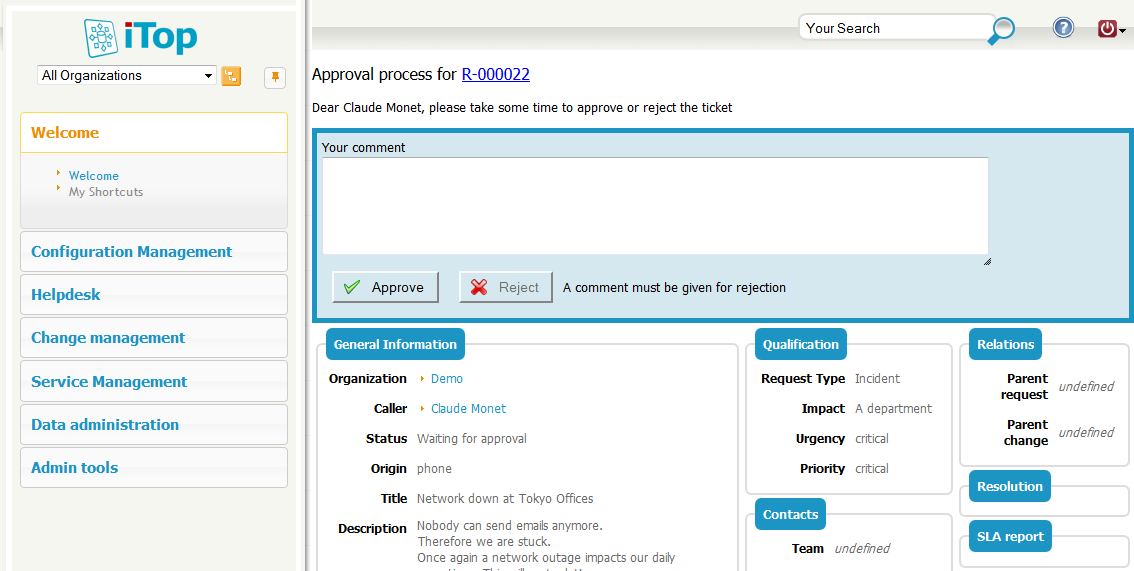 iTop
All Organizations
Welcome
Welcome
My Shortcuts
Configuration Management
Helpdesk
Change management
Service Management
Data administration
Admin tools
Your Search
?
Approval process for R-000022
Dear Claude Monet, please take some time to approve or reject the ticket
Your comment
Approve
Reject
A comment must be given for rejection
General Information
Organization Demo
Caller Claude Monet
Status Waiting for approval
Origin phone
Title Network down at Tokyo Offices
Description Nobody can send emails anymore.
Therefore we are stuck.
Once again a network outage impacts our daily
Qualification
Request Type Incident
Impact A department
Urgency critical
Priority critical
Contacts
Team undefined
Relations
Parent request undefined
Parent change undefined
Resolution
SLA report